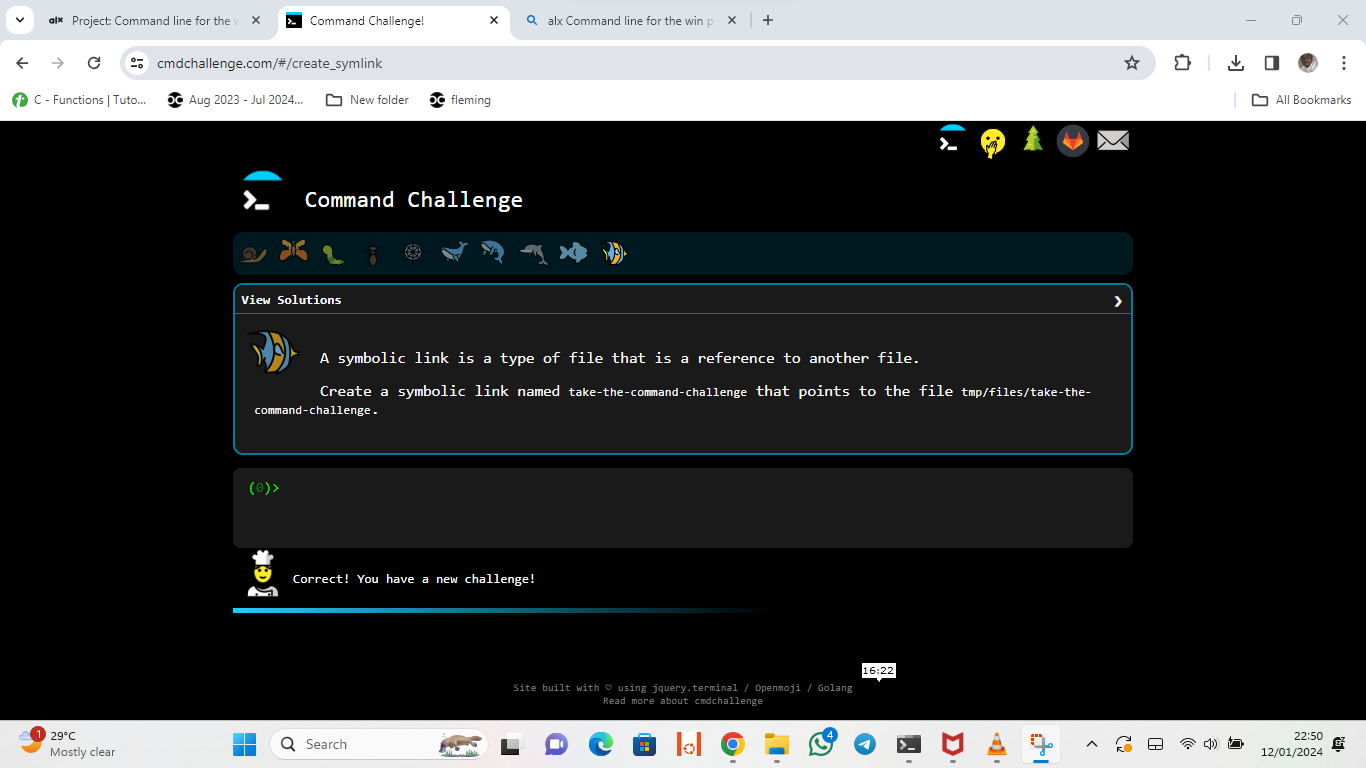 alx Project: Command line for the w
Command Challenge!
alx Command line for the win p
cmdchallenge.com/#/create_symlink
C - Functions | Tuto...
Aug 2023 - Jul 2024...
New folder
fleming
All Bookmarks
Command Challenge
View Solutions
A symbolic link is a type of file that is a reference to another file.
Create a symbolic link named take-the-command-challenge that points to the file tmp/files/take-the-
command-challenge.
(0)>
Correct! You have a new challenge!
16:22
Site built with ♡ using jquery.terminal / Openmoji / Golang
Read more about cmdchallenge
1
29°C
Mostly clear
Search
4
22:50
12/01/2024